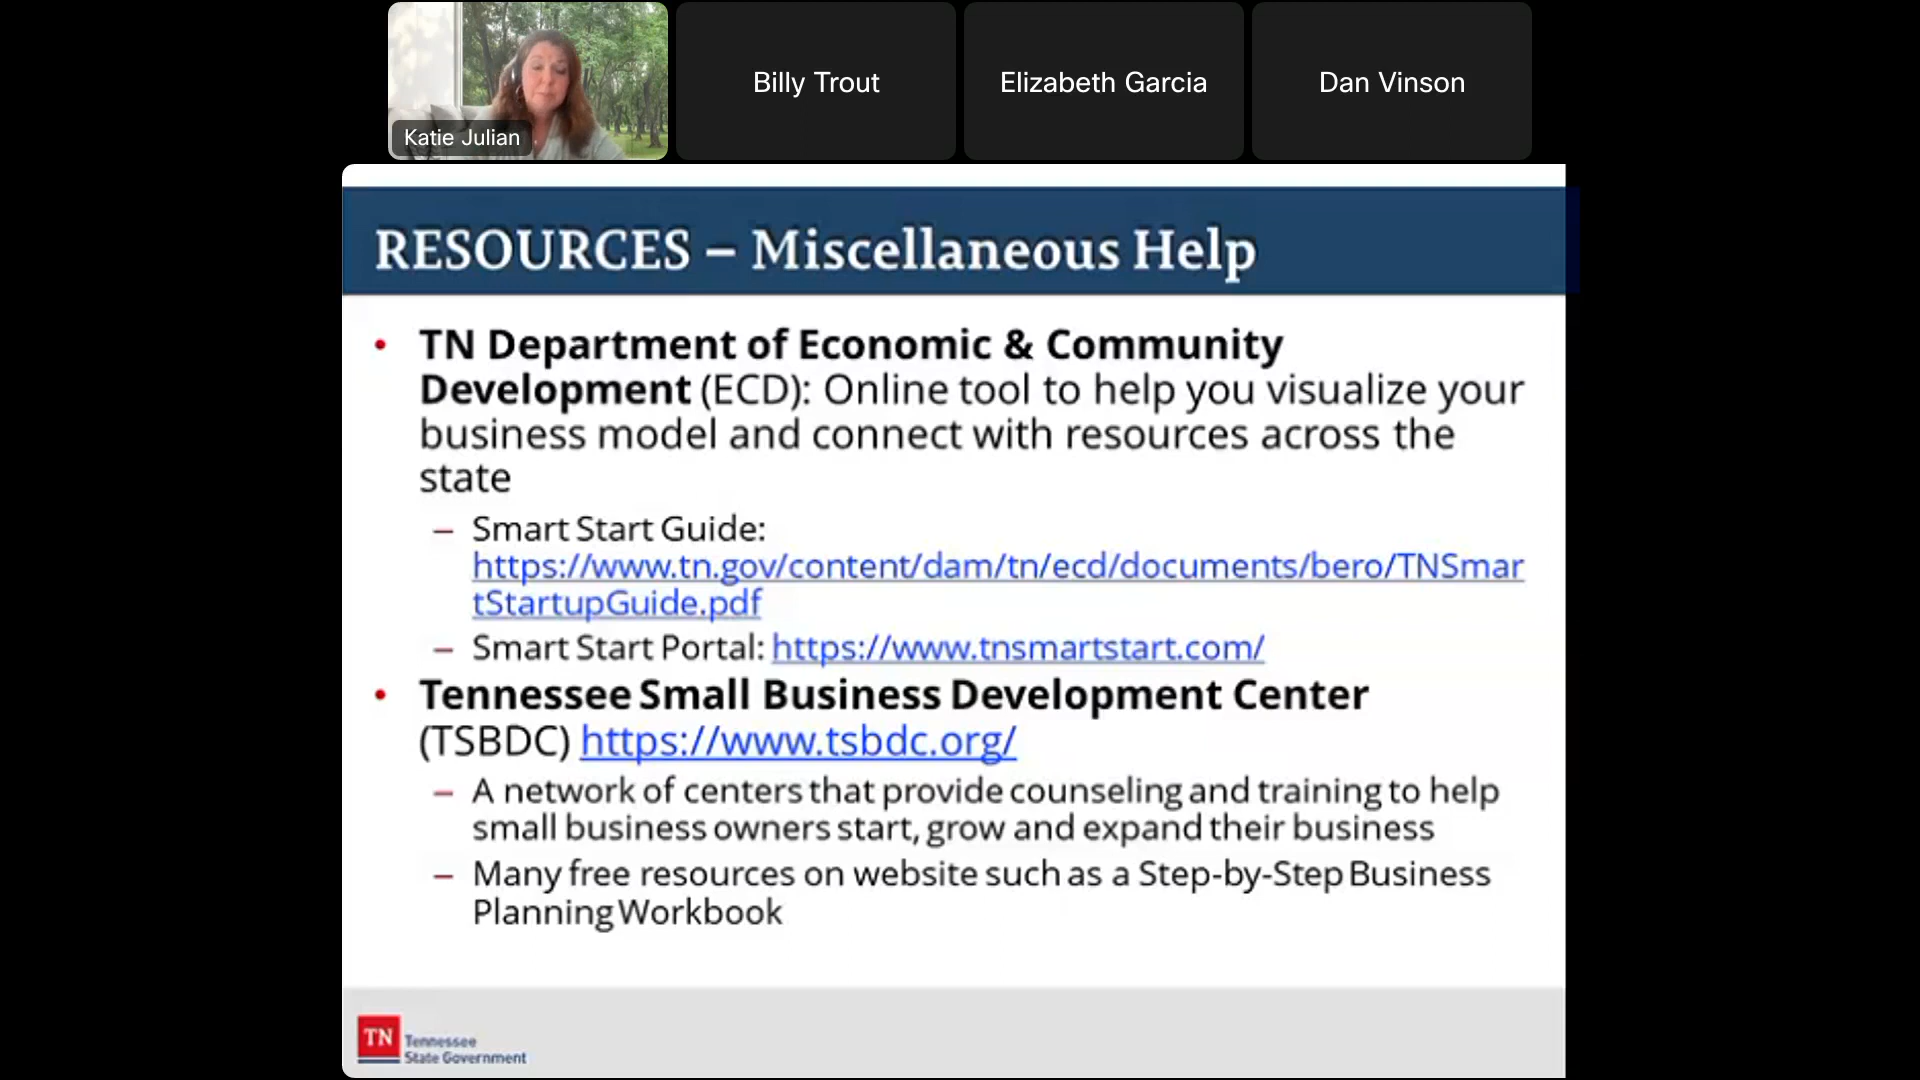 Katie Julian
Billy Trout
Elizabeth Garcia
Dan Vinson
RESOURCES – Miscellaneous Help
• TN Department of Economic & Community
Development (ECD): Online tool to help you visualize your
business model and connect with resources across the
state
– Smart Start Guide:
https://www.tn.gov/content/dam/tn/ecd/documents/bero/TNSmar
tStartupGuide.pdf
– Smart Start Portal: https://www.tnsmartstart.com/
• Tennessee Small Business Development Center
(TSBDC) https://www.tsbdc.org/
– A network of centers that provide counseling and training to help
small business owners start, grow and expand their business
– Many free resources on website such as a Step-by-Step Business
Planning Workbook
TN
Tennessee
State Government